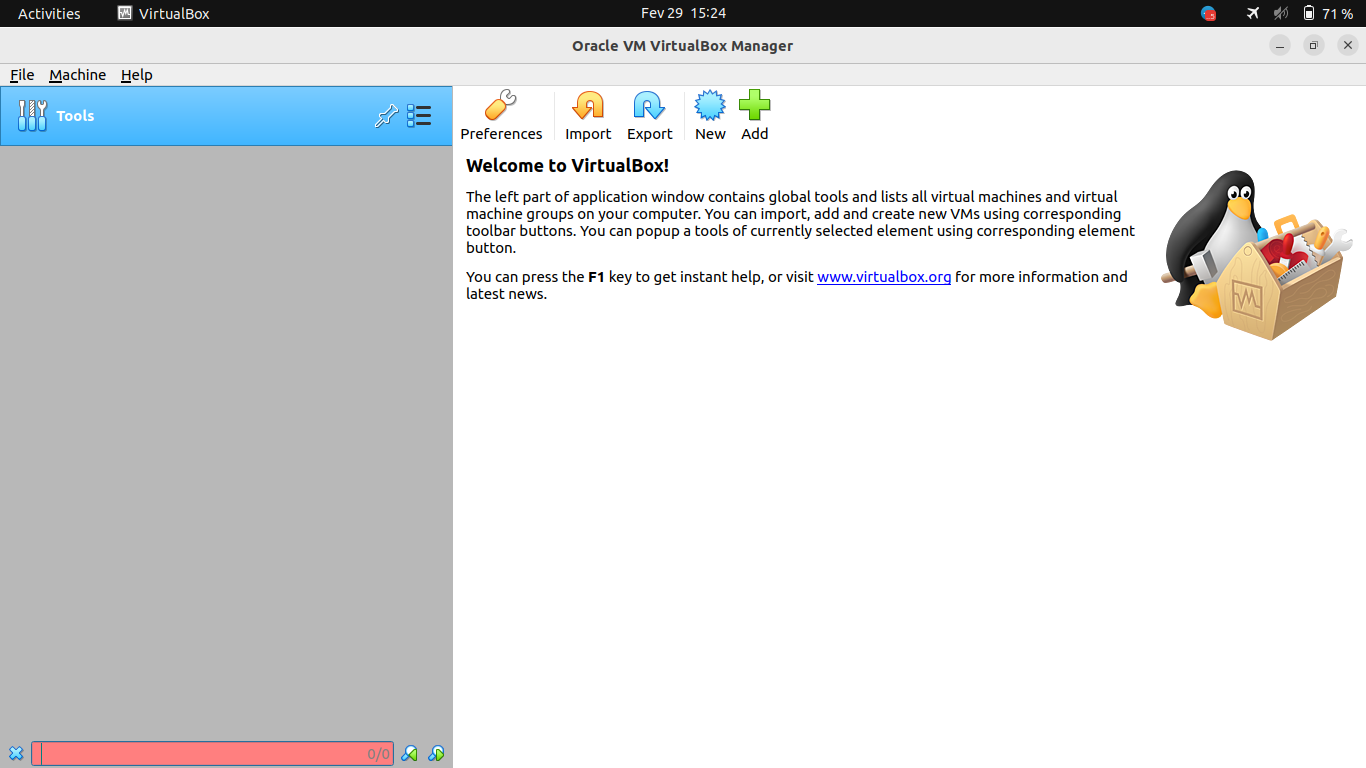 Activities VirtualBox Fev 29 15:24 71 %
Oracle VM VirtualBox Manager
File Machine Help
Tools
Preferences Import Export New Add
Welcome to VirtualBox!
The left part of application window contains global tools and lists all virtual machines and virtual
machine groups on your computer. You can import, add and create new VMs using corresponding
toolbar buttons. You can popup a tools of currently selected element using corresponding element
button.
You can press the F1 key to get instant help, or visit www.virtualbox.org for more information and
latest news.
0/0